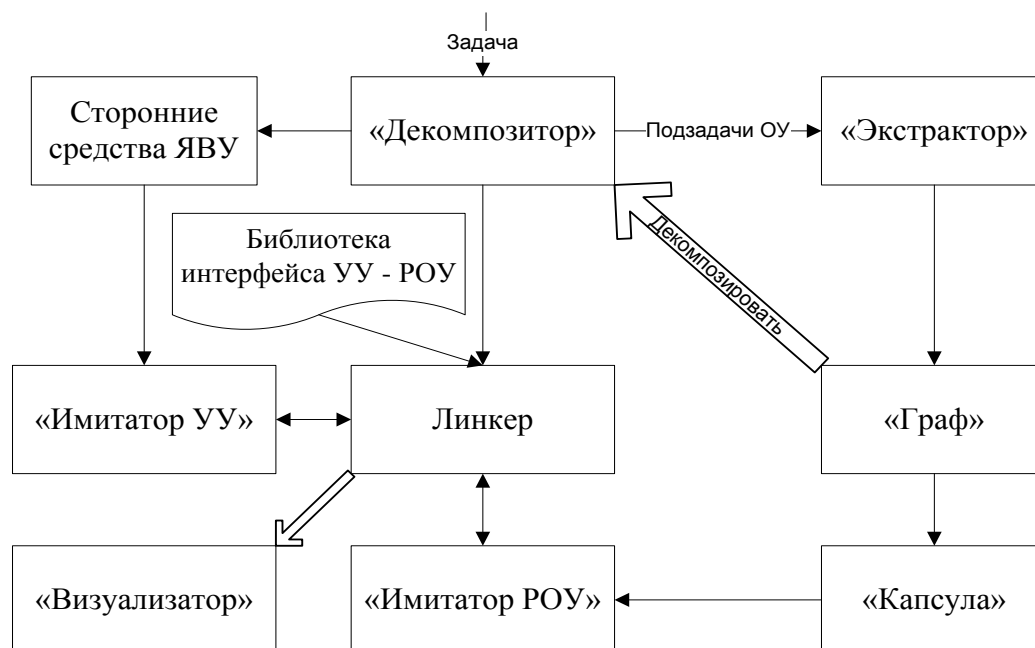 Задача
Сторонние
средства ЯВУ
«Декомпозитор»
Подзадачи ОУ
«Экстрактор»
Библиотека
интерфейса УУ - РОУ
Декомпозировать
«Имитатор УУ»
Линкер
«Граф»
«Визуализатор»
«Имитатор РОУ»
«Капсула»